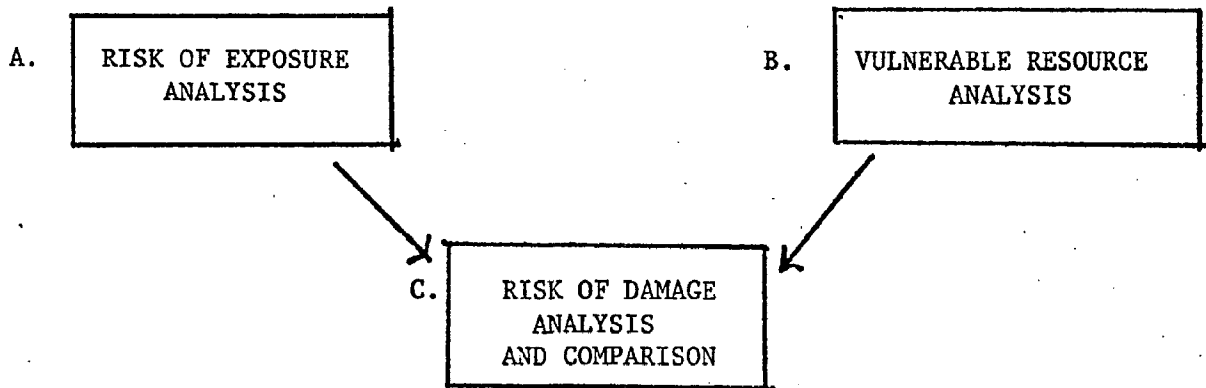 A.
RISK OF EXPOSURE
ANALYSIS
B.
VULNERABLE RESOURCE
ANALYSIS
C.
RISK OF DAMAGE
ANALYSIS
AND COMPARISON